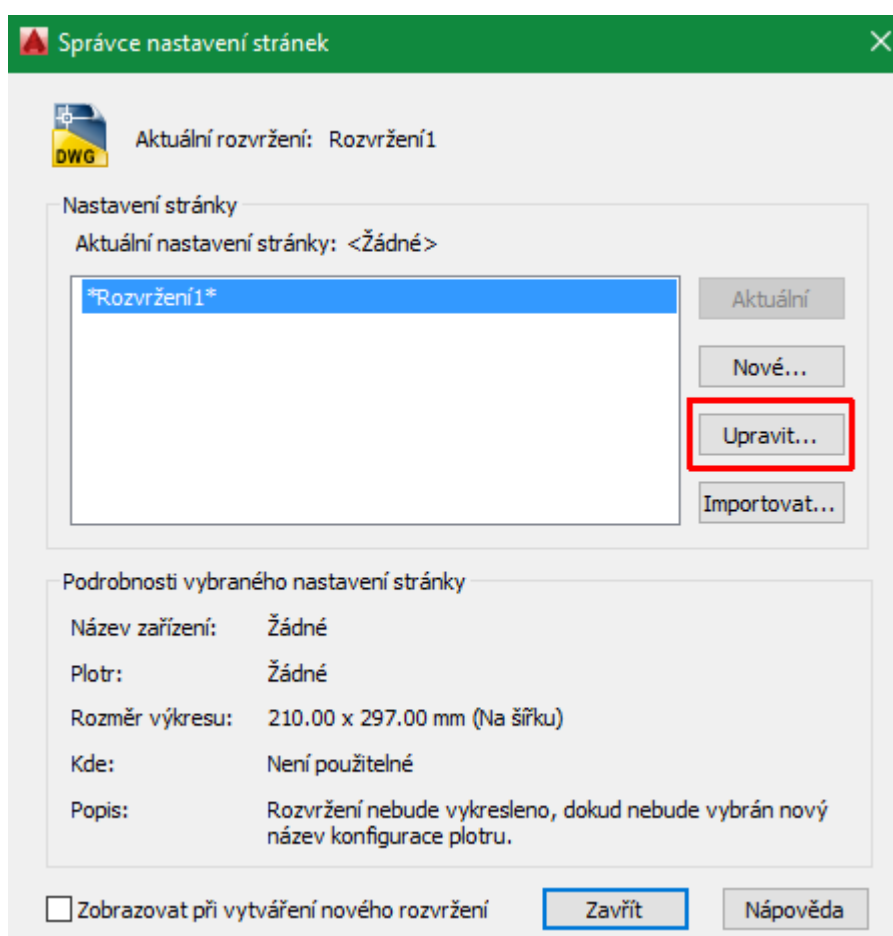 Správce nastavení stránek
DWG
Aktuální rozvržení: Rozvržení1
Nastavení stránky
Aktuální nastavení stránky: <Žádné>
*Rozvržení1*
Aktuální
Nové...
Upravit...
Importovat...
Podrobnosti vybraného nastavení stránky
Název zařízení: Žádné
Plotr: Žádné
Rozměr výkresu: 210.00 x 297.00 mm (Na šířku)
Kde: Není použitelné
Popis: Rozvržení nebude vykresleno, dokud nebude vybrán nový
název konfigurace plotru.
Zobrazovat při vytváření nového rozvržení
Zavřít
Nápověda